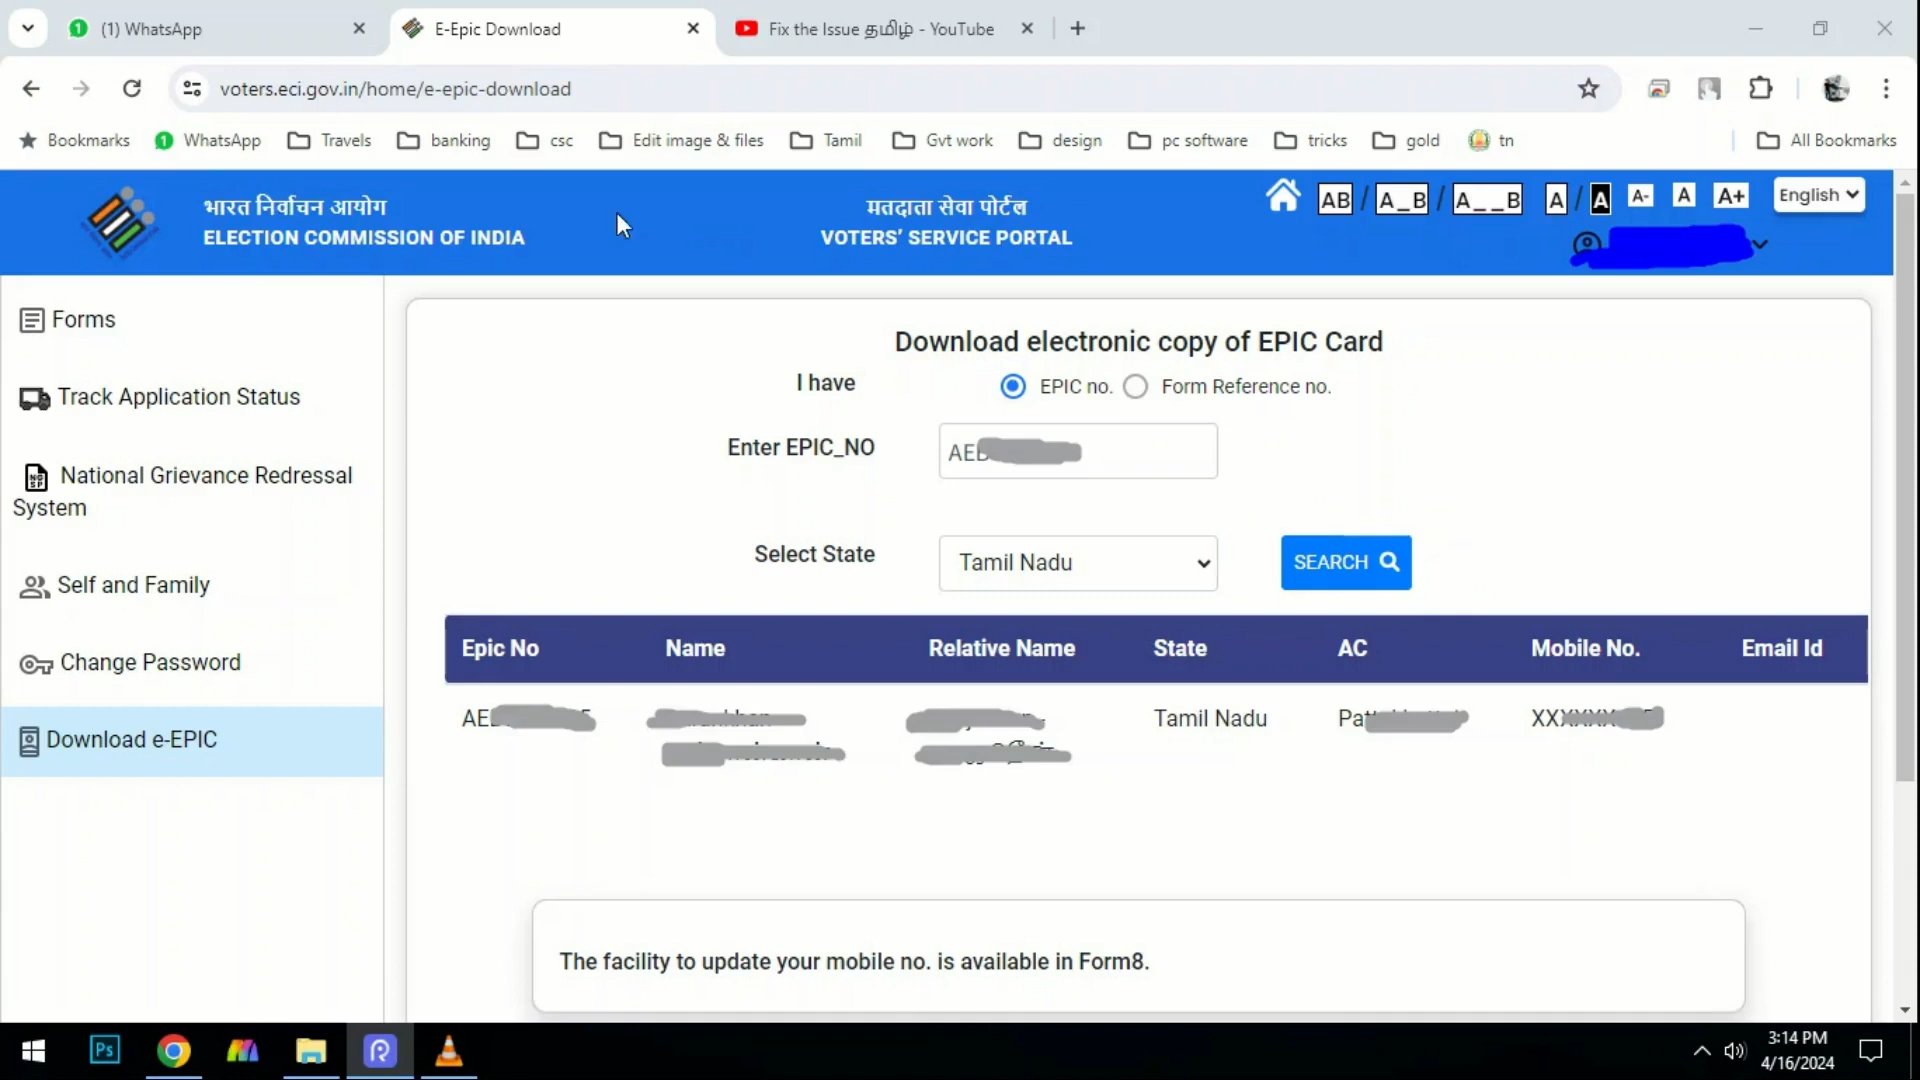 (1) WhatsApp
E-Epic Download
Fix the Issue தமிழ் - YouTube
voters.eci.gov.in/home/e-epic-download
Bookmarks WhatsApp Travels banking csc Edit image & files Tamil Gvt work design pc software tricks gold tn All Bookmarks
भारत निर्वाचन आयोग
ELECTION COMMISSION OF INDIA
मतदाता सेवा पोर्टल
VOTERS’ SERVICE PORTAL
AB / A_B / A__B A / A A- A A+ English
Forms
Track Application Status
National Grievance Redressal
System
Self and Family
Change Password
Download e-EPIC
Download electronic copy of EPIC Card
I have EPIC no. Form Reference no.
Enter EPIC_NO
Select State Tamil Nadu SEARCH
Epic No Name Relative Name State AC Mobile No. Email Id
Tamil Nadu
The facility to update your mobile no. is available in Form8.
Ps
3:14 PM
4/16/2024